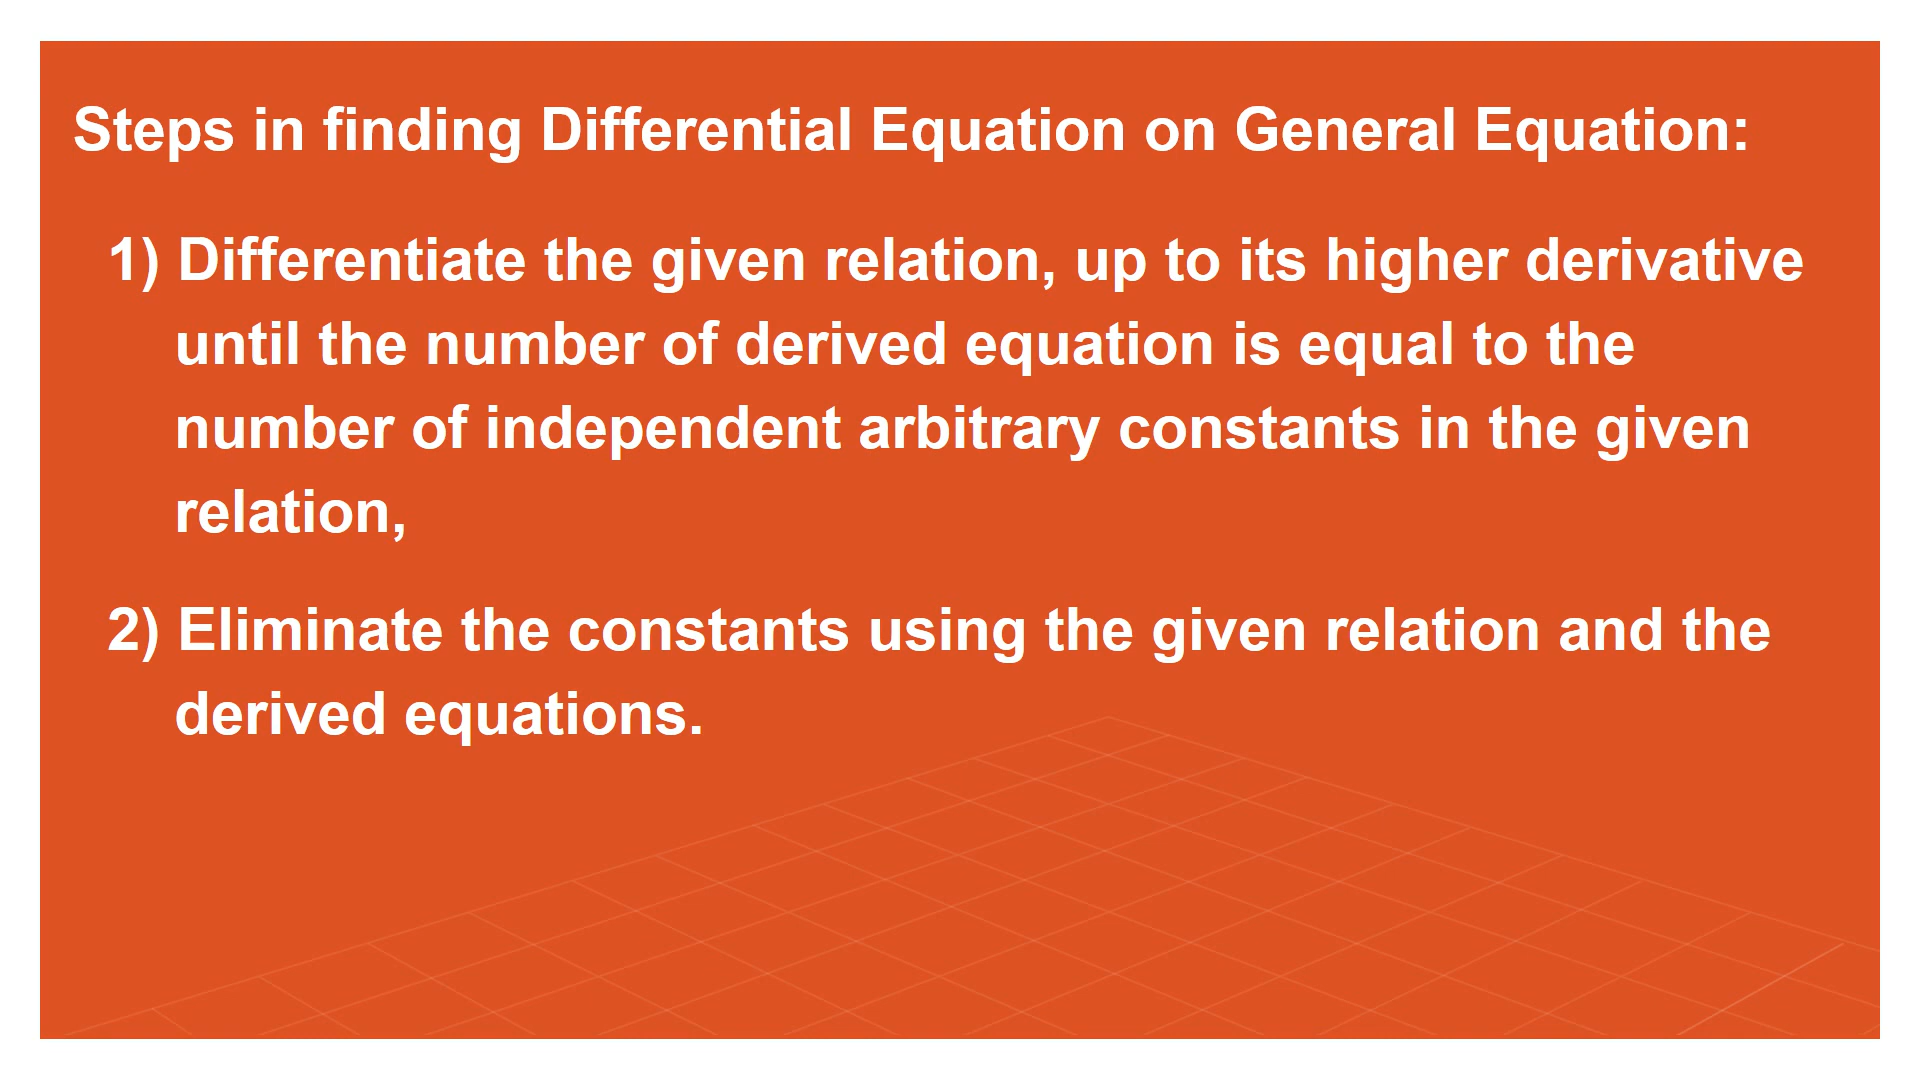 Steps in finding Differential Equation on General Equation:
1) Differentiate the given relation, up to its higher derivative
until the number of derived equation is equal to the
number of independent arbitrary constants in the given
relation,
2) Eliminate the constants using the given relation and the
derived equations.